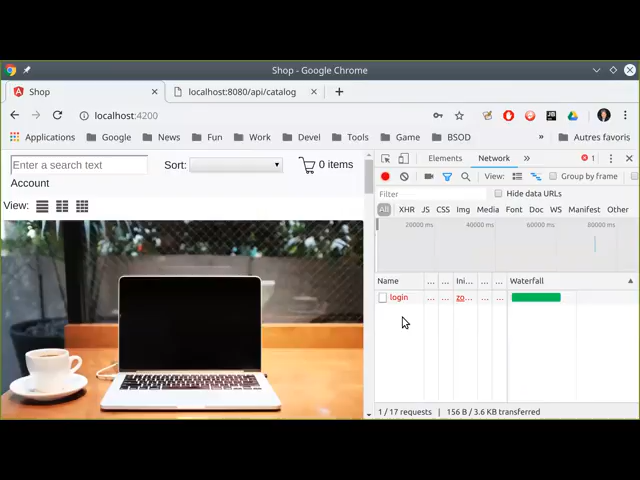 Shop - Google Chrome
Shop
localhost:8080/api/catalog
localhost:4200
Applications Google News Fun Work Devel Tools Game BSOD » Autres favoris
Enter a search text Sort: 0 items
Account
View:
Elements Network » 1
View: Group by frame
Filter Hide data URLs
All XHR JS CSS Img Media Font Doc WS Manifest Other
20000 ms 40000 ms 60000 ms 80000 ms
Name ... ... Ini... ... ... Waterfall
login ... ... zo... ... ...
1 / 17 requests 156 B / 3.6 KB transferred